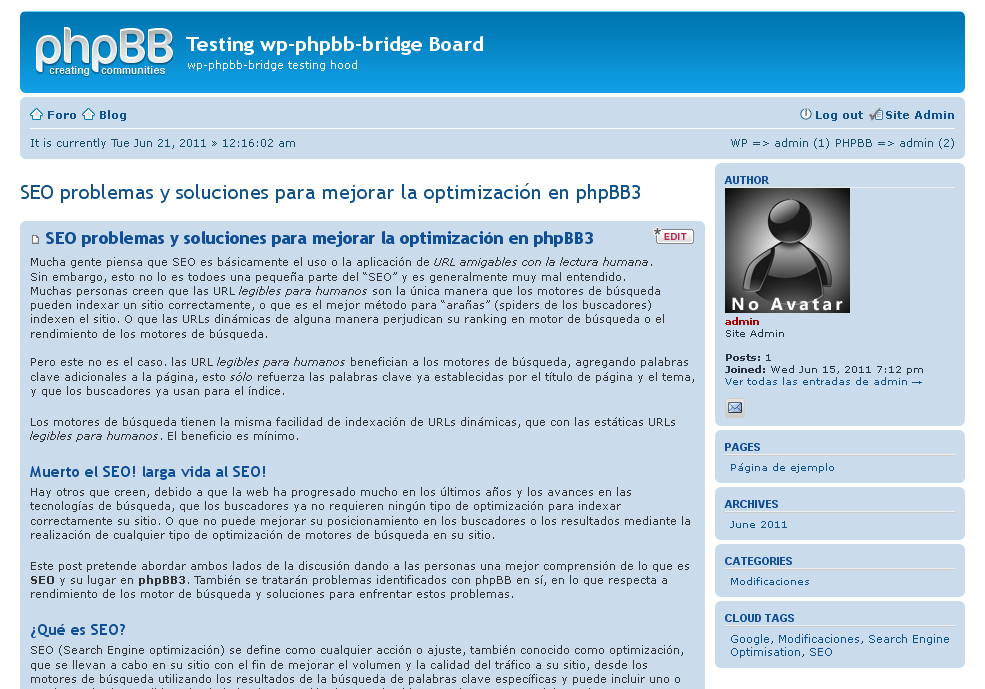 phpBB
creating communities
Testing wp-phpbb-bridge Board
wp-phpbb-bridge testing hood
Foro Blog
Log out Site Admin
It is currently Tue Jun 21, 2011 » 12:16:02 am
WP => admin (1) PHPBB => admin (2)
SEO problemas y soluciones para mejorar la optimización en phpBB3
SEO problemas y soluciones para mejorar la optimización en phpBB3
* EDIT
Mucha gente piensa que SEO es básicamente el uso o la aplicación de URL amigables con la lectura humana.
Sin embargo, esto no lo es todoes una pequeña parte del “SEO” y es generalmente muy mal entendido.
Muchas personas creen que las URL legibles para humanos son la única manera que los motores de búsqueda
pueden indexar un sitio correctamente, o que es el mejor método para “arañas” (spiders de los buscadores)
indexen el sitio. O que las URLs dinámicas de alguna manera perjudican su ranking en motor de búsqueda o el
rendimiento de los motores de búsqueda.
Pero este no es el caso. las URL legibles para humanos benefician a los motores de búsqueda, agregando palabras
clave adicionales a la página, esto sólo refuerza las palabras clave ya establecidas por el título de página y el tema,
y que los buscadores ya usan para el índice.
Los motores de búsqueda tienen la misma facilidad de indexación de URLs dinámicas, que con las estáticas URLs
legibles para humanos. El beneficio es mínimo.
Muerto el SEO! larga vida al SEO!
Hay otros que creen, debido a que la web ha progresado mucho en los últimos años y los avances en las
tecnologías de búsqueda, que los buscadores ya no requieren ningún tipo de optimización para indexar
correctamente su sitio. O que no puede mejorar su posicionamiento en los buscadores o los resultados mediante la
realización de cualquier tipo de optimización de motores de búsqueda en su sitio.
Este post pretende abordar ambos lados de la discusión dando a las personas una mejor comprensión de lo que es
SEO y su lugar en phpBB3. También se tratarán problemas identificados con phpBB en sí, en lo que respecta a
rendimiento de los motor de búsqueda y soluciones para enfrentar estos problemas.
¿Qué es SEO?
SEO (Search Engine optimización) se define como cualquier acción o ajuste, también conocido como optimización,
que se llevan a cabo en su sitio con el fin de mejorar el volumen y la calidad del tráfico a su sitio, desde los
motores de búsqueda utilizando los resultados de la búsqueda de palabras clave específicas y puede incluir uno o
AUTHOR
No Avatar
admin
Site Admin
Posts: 1
Joined: Wed Jun 15, 2011 7:12 pm
Ver todas las entradas de admin →
PAGES
Página de ejemplo
ARCHIVES
June 2011
CATEGORIES
Modificaciones
CLOUD TAGS
Google, Modificaciones, Search Engine
Optimisation, SEO